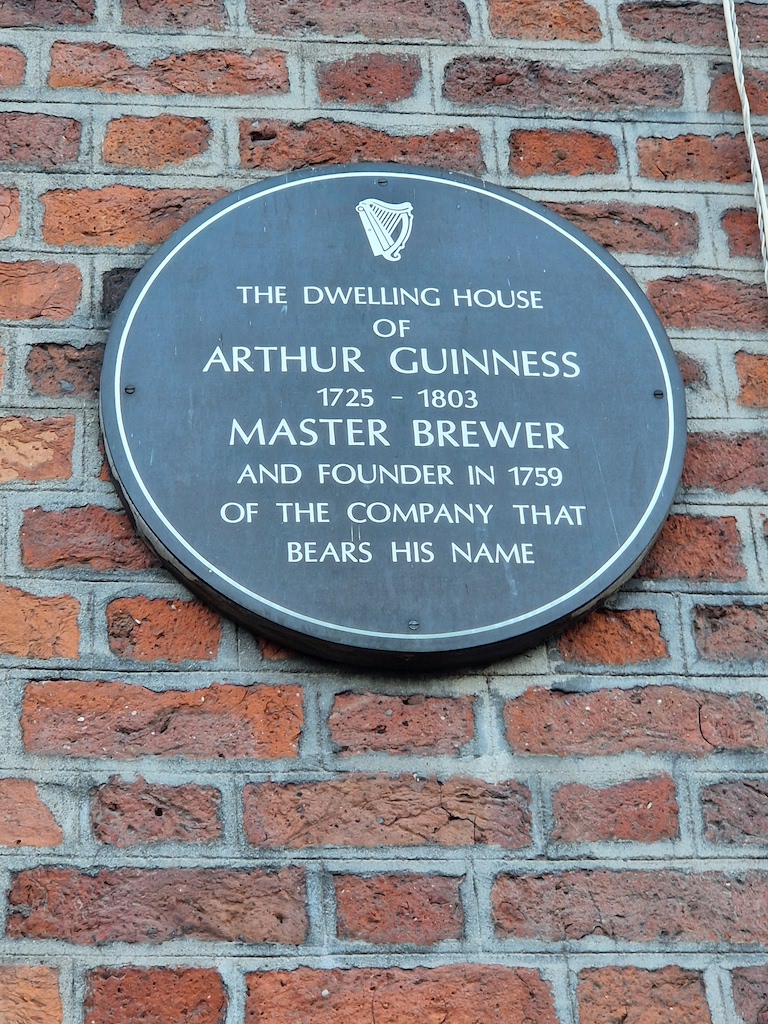 THE DWELLING HOUSE
OF
ARTHUR GUINNESS
1725 - 1803
MASTER BREWER
AND FOUNDER IN 1759
OF THE COMPANY THAT
BEARS HIS NAME